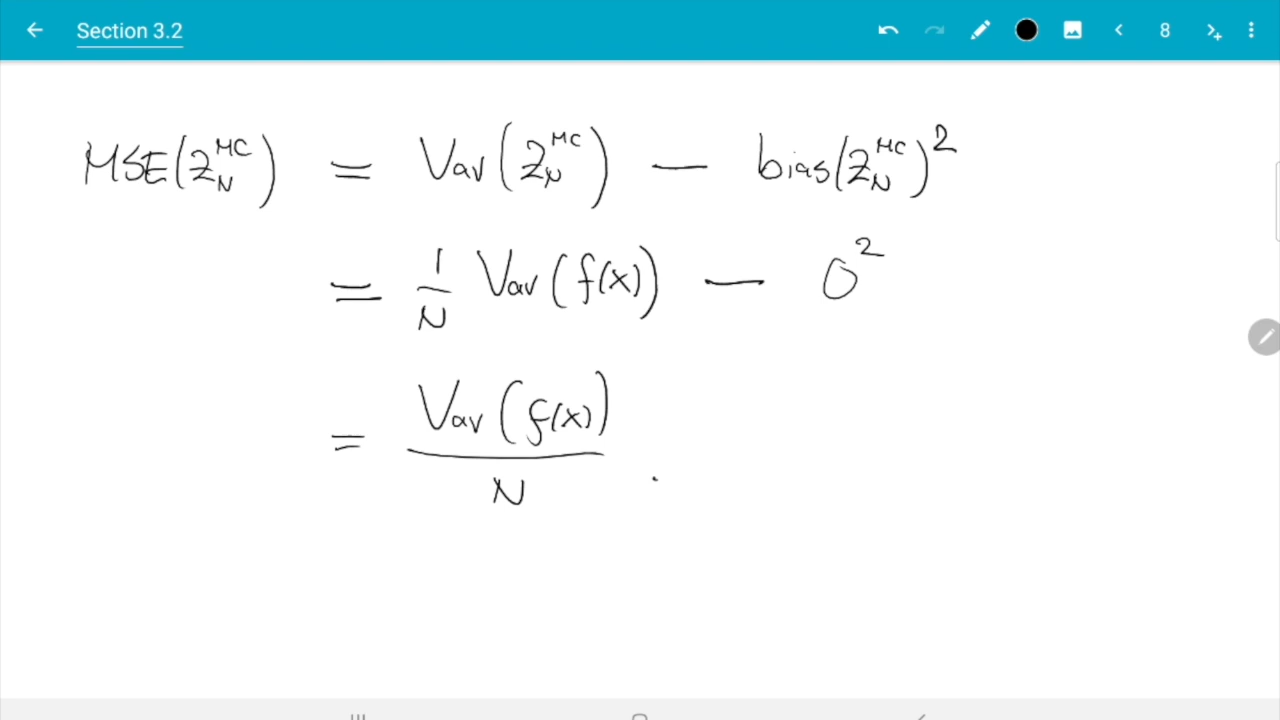 Section 3.2
8
MSE(Z_N^MC) = Var(Z_N^MC) − bias(Z_N^MC)^2
= 1/N Var(f(x)) − 0^2
= Var(f(x))/N .